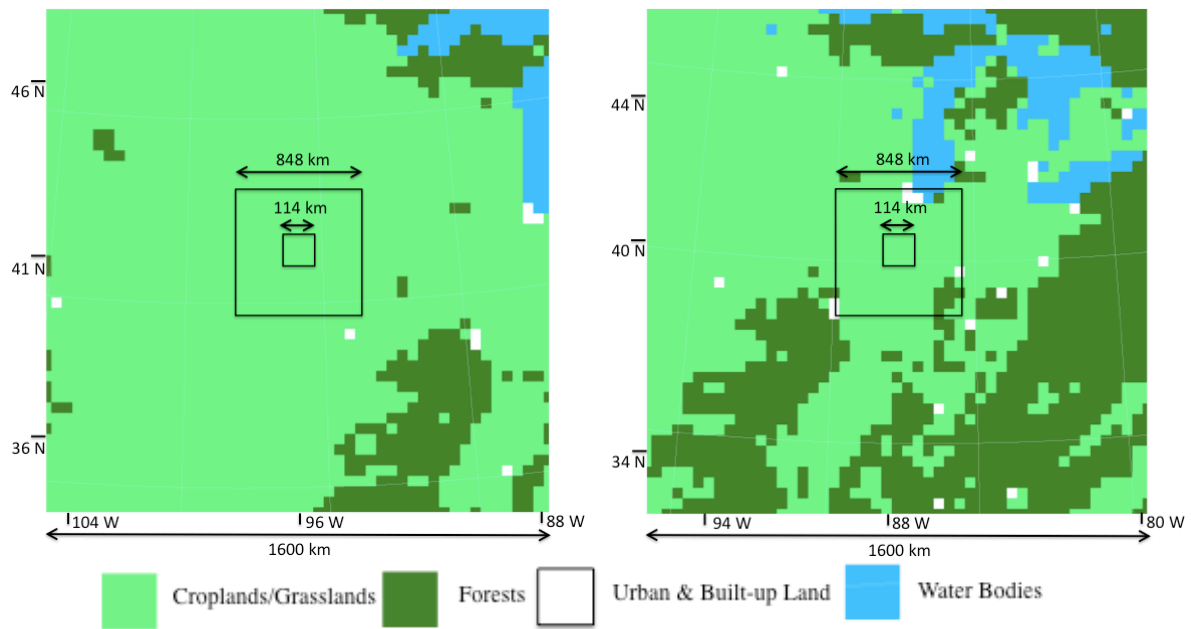 46 N
41 N
36 N
848 km
114 km
104 W
96 W
88 W
1600 km
44 N
40 N
34 N
848 km
114 km
94 W
88 W
80 W
1600 km
Croplands/Grasslands
Forests
Urban & Built-up Land
Water Bodies